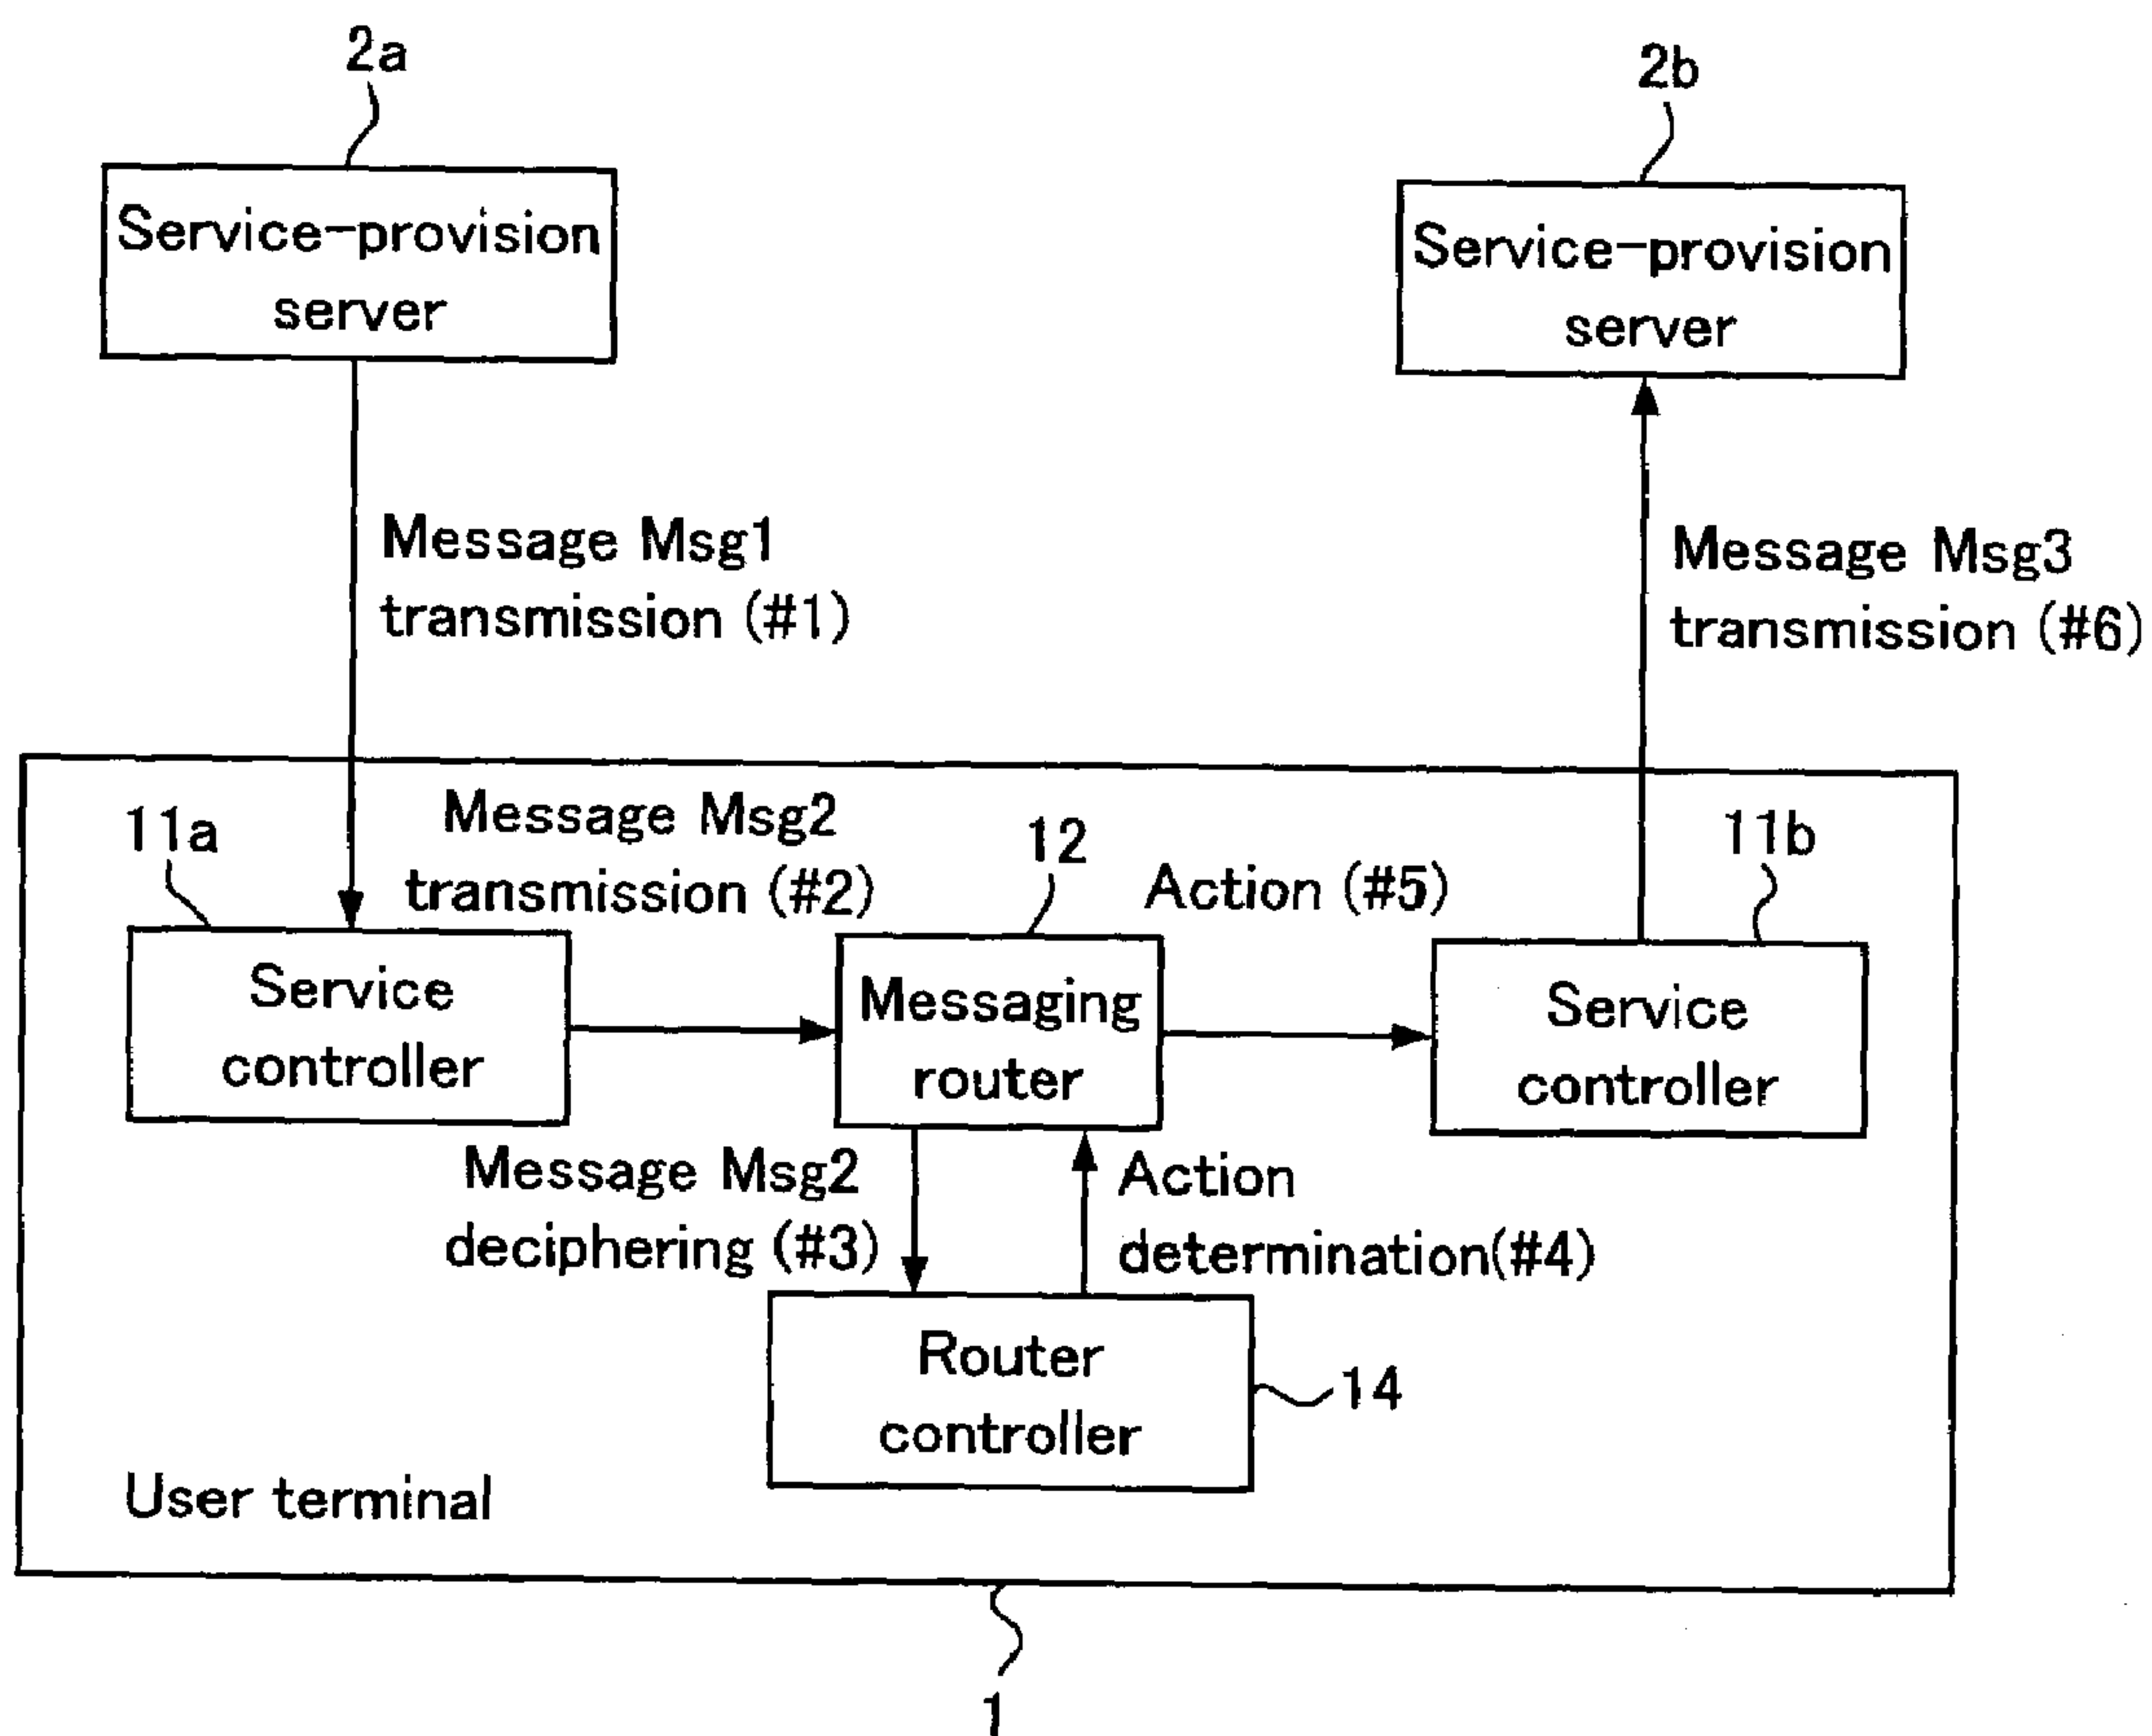 2a
2b
Service-provision
server
Service-provision
server
Message Msg1
transmission (#1)
Message Msg3
transmission (#6)
11a
Message Msg2
transmission (#2)
12
Action (#5)
11b
Service
controller
Messaging
router
Service
controller
Message Msg2
deciphering (#3)
Action
determination(#4)
Router
controller
14
User terminal
1